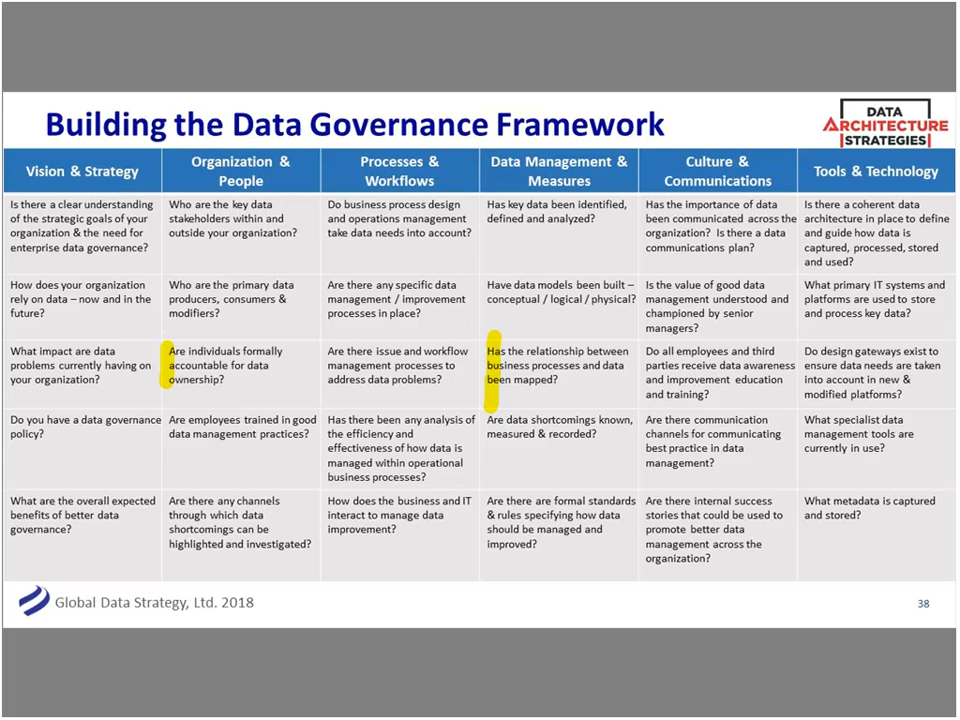 Building the Data Governance Framework
DATA
ARCHITECTURE
STRATEGIES
Vision & Strategy
Organization &
People
Processes &
Workflows
Data Management &
Measures
Culture &
Communications
Tools & Technology
Is there a clear understanding
of the strategic goals of your
organization & the need for
enterprise data governance?
Who are the key data
stakeholders within and
outside your organization?
Do business process design
and operations management
take data needs into account?
Has key data been identified,
defined and analyzed?
Has the importance of data
been communicated across the
organization? Is there a data
communications plan?
Is there a coherent data
architecture in place to define
and guide how data is
captured, processed, stored
and used?
How does your organization
rely on data – now and in the
future?
Who are the primary data
producers, consumers &
modifiers?
Are there any specific data
management / improvement
processes in place?
Have data models been built –
conceptual / logical / physical?
Is the value of good data
management understood and
championed by senior
managers?
What primary IT systems and
platforms are used to store
and process key data?
What impact are data
problems currently having on
your organization?
Are individuals formally
accountable for data
ownership?
Are there issue and workflow
management processes to
address data problems?
Has the relationship between
business processes and data
been mapped?
Do all employees and third
parties receive data awareness
and improvement education
and training?
Do design gateways exist to
ensure data needs are taken
into account in new &
modified platforms?
Do you have a data governance
policy?
Are employees trained in good
data management practices?
Has there been any analysis of
the efficiency and
effectiveness of how data is
managed within operational
business processes?
Are data shortcomings known,
measured & recorded?
Are there communication
channels for communicating
best practice in data
management?
What specialist data
management tools are
currently in use?
What are the overall expected
benefits of better data
governance?
Are there any channels
through which data
shortcomings can be
highlighted and investigated?
How does the business and IT
interact to manage data
improvement?
Are there are formal standards
& rules specifying how data
should be managed and
improved?
Are there internal success
stories that could be used to
promote better data
management across the
organization?
What metadata is captured
and stored?
Global Data Strategy, Ltd. 2018
38